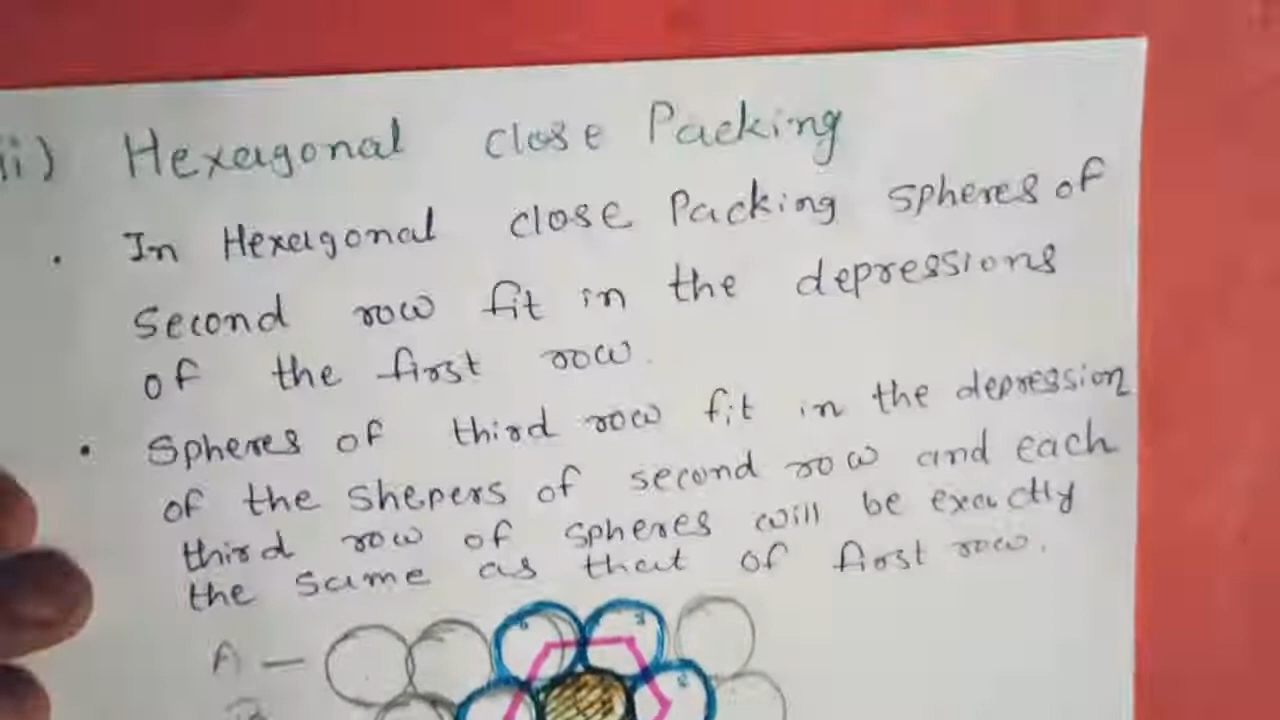 ii) Hexagonal close Packing
. In Hexagonal close Packing spheres of
second row fit in the depressions
of the first row.
. Spheres of third row fit in the depression
of the shepers of second row and each
third row of spheres will be exactly
the same as that of first row.
A —